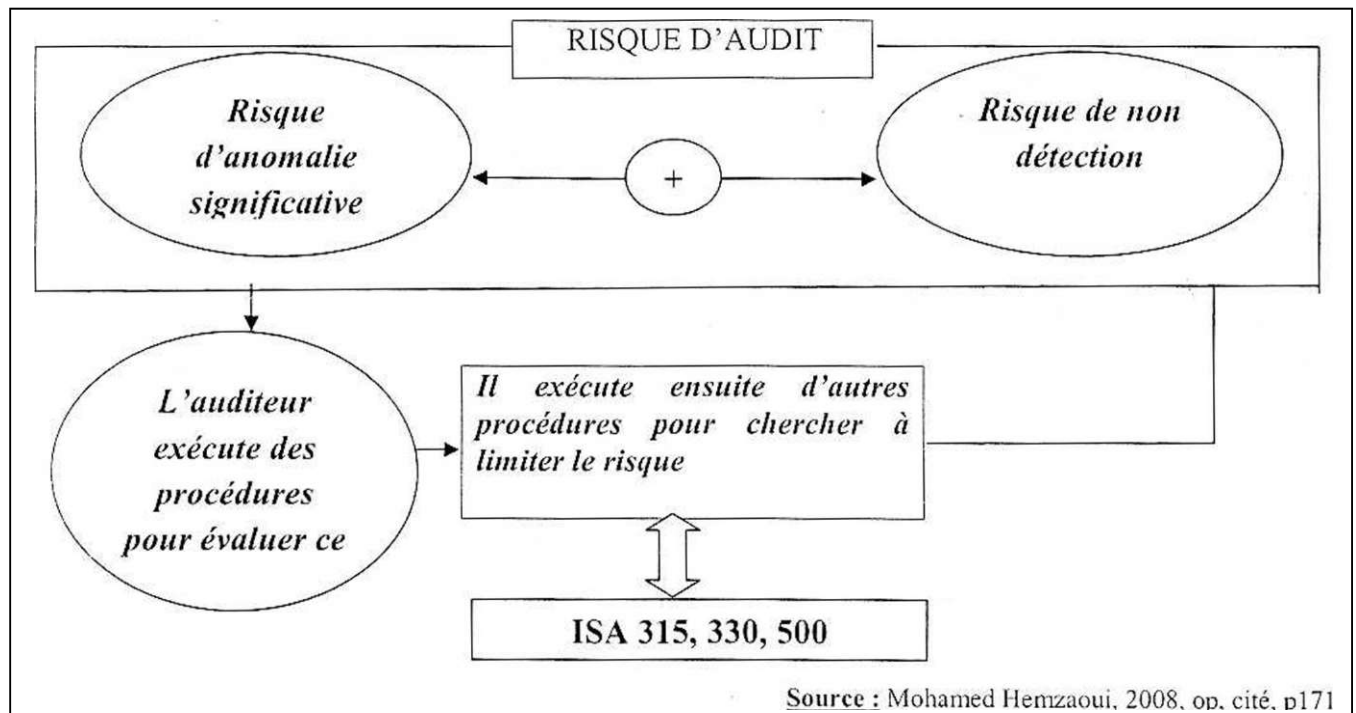 RISQUE D'AUDIT
Risque
d'anomalie
significative
+
Risque de non
détection
L'auditeur
exécute des
procédures
pour évaluer ce
Il exécute ensuite d'autres
procédures pour chercher à
limiter le risque
ISA 315, 330, 500
Source : Mohamed Hemzaoui, 2008, op. cité, p171